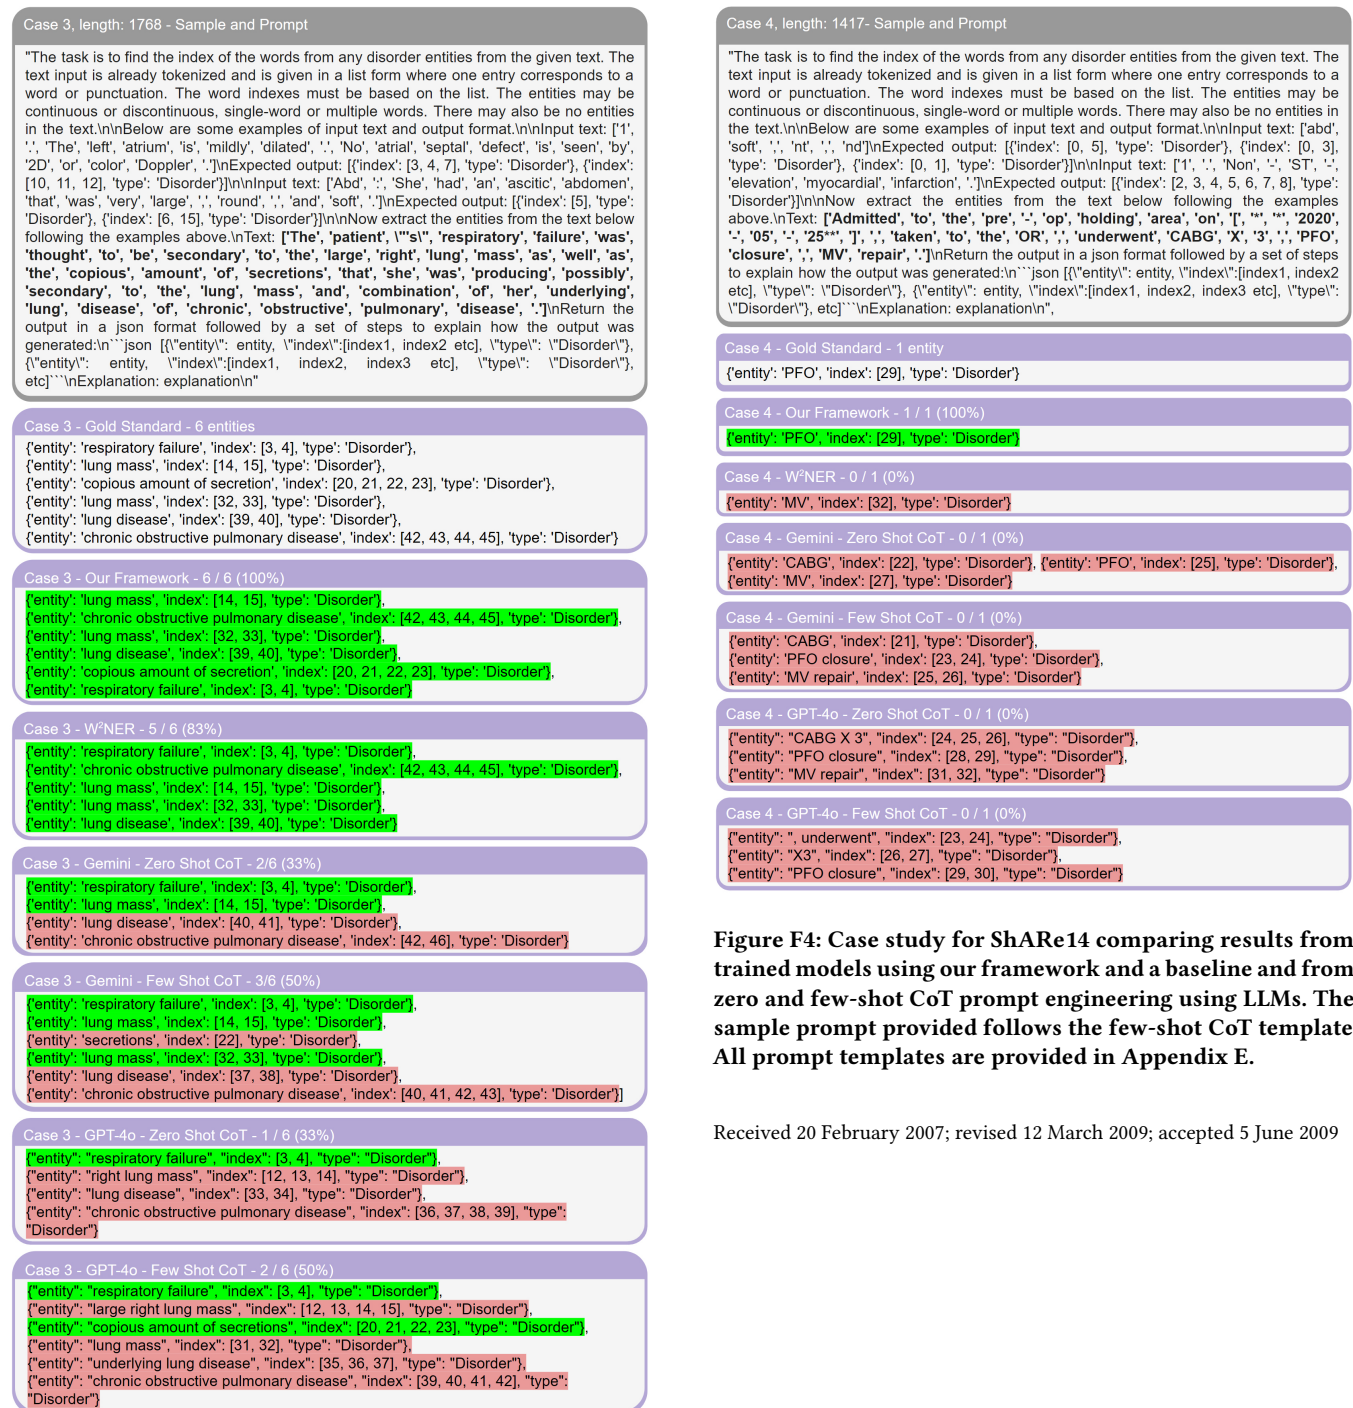 Case 3, length: 1768 - Sample and Prompt
"The task is to find the index of the words from any disorder entities from the given text. The
text input is already tokenized and is given in a list form where one entry corresponds to a
word or punctuation. The word indexes must be based on the list. The entities may be
continuous or discontinuous, single-word or multiple words. There may also be no entities
in the text.\n\nBelow are some examples of input text and output format.\n\nInput text: ['1',
'.', 'The', 'left', 'atrium', 'is', 'mildly', 'dilated', '.', 'No', 'atrial', 'septal', 'defect', 'is', 'seen', 'by',
'2D', 'or', 'color', 'Doppler', '.']\nExpected output: [{'index': [3, 4, 7], 'type': 'Disorder'}, {'index':
[10, 11, 12], 'type': 'Disorder'}]\n\nInput text: ['Abd', ':', 'She', 'had', 'an', 'ascitic', 'abdomen',
'that', 'was', 'very', 'large', ',', 'round', ',', 'and', 'soft', '.']\nExpected output: [{'index': [5], 'type':
'Disorder'}, {'index': [6, 15], 'type': 'Disorder'}]\n\nNow extract the entities from the text below
following the examples above.\nText: ['The', 'patient', \"'s\", 'respiratory', 'failure', 'was',
'thought', 'to', 'be', 'secondary', 'to', 'the', 'large', 'right', 'lung', 'mass', 'as', 'well', 'as',
'the', 'copious', 'amount', 'of', 'secretions', 'that', 'she', 'was', 'producing', 'possibly',
'secondary', 'to', 'the', 'lung', 'mass', 'and', 'combination', 'of', 'her', 'underlying',
'lung', 'disease', 'of', 'chronic', 'obstructive', 'pulmonary', 'disease', '.']\nReturn the
output in a json format followed by a set of steps to explain how the output was
generated:\n```json [{\"entity\": entity, \"index\":[index1, index2 etc], \"type\": \"Disorder\"},
{\"entity\": entity, \"index\":[index1, index2, index3 etc], \"type\": \"Disorder\"},
etc]```\nExplanation: explanation\n"
Case 3 - Gold Standard - 6 entities
{'entity': 'respiratory failure', 'index': [3, 4], 'type': 'Disorder'},
{'entity': 'lung mass', 'index': [14, 15], 'type': 'Disorder'},
{'entity': 'copious amount of secretion', 'index': [20, 21, 22, 23], 'type': 'Disorder'},
{'entity': 'lung mass', 'index': [32, 33], 'type': 'Disorder'},
{'entity': 'lung disease', 'index': [39, 40], 'type': 'Disorder'},
{'entity': 'chronic obstructive pulmonary disease', 'index': [42, 43, 44, 45], 'type': 'Disorder'}
Case 3 - Our Framework - 6 / 6 (100%)
{'entity': 'lung mass', 'index': [14, 15], 'type': 'Disorder'},
{'entity': 'chronic obstructive pulmonary disease', 'index': [42, 43, 44, 45], 'type': 'Disorder'},
{'entity': 'lung mass', 'index': [32, 33], 'type': 'Disorder'},
{'entity': 'lung disease', 'index': [39, 40], 'type': 'Disorder'},
{'entity': 'copious amount of secretion', 'index': [20, 21, 22, 23], 'type': 'Disorder'},
{'entity': 'respiratory failure', 'index': [3, 4], 'type': 'Disorder'}
Case 3 - W²NER - 5 / 6 (83%)
{'entity': 'respiratory failure', 'index': [3, 4], 'type': 'Disorder'},
{'entity': 'chronic obstructive pulmonary disease', 'index': [42, 43, 44, 45], 'type': 'Disorder'},
{'entity': 'lung mass', 'index': [14, 15], 'type': 'Disorder'},
{'entity': 'lung mass', 'index': [32, 33], 'type': 'Disorder'},
{'entity': 'lung disease', 'index': [39, 40], 'type': 'Disorder'}
Case 3 - Gemini - Zero Shot CoT - 2/6 (33%)
{'entity': 'respiratory failure', 'index': [3, 4], 'type': 'Disorder'},
{'entity': 'lung mass', 'index': [14, 15], 'type': 'Disorder'},
{'entity': 'lung disease', 'index': [40, 41], 'type': 'Disorder'},
{'entity': 'chronic obstructive pulmonary disease', 'index': [42, 46], 'type': 'Disorder'}
Case 3 - Gemini - Few Shot CoT - 3/6 (50%)
{'entity': 'respiratory failure', 'index': [3, 4], 'type': 'Disorder'},
{'entity': 'lung mass', 'index': [14, 15], 'type': 'Disorder'},
{'entity': 'secretions', 'index': [22], 'type': 'Disorder'},
{'entity': 'lung mass', 'index': [32, 33], 'type': 'Disorder'},
{'entity': 'lung disease', 'index': [37, 38], 'type': 'Disorder'},
{'entity': 'chronic obstructive pulmonary disease', 'index': [40, 41, 42, 43], 'type': 'Disorder'}]
Case 3 - GPT-4o - Zero Shot CoT - 1 / 6 (33%)
{"entity": "respiratory failure", "index": [3, 4], "type": "Disorder"},
{"entity": "right lung mass", "index": [12, 13, 14], "type": "Disorder"},
{"entity": "lung disease", "index": [33, 34], "type": "Disorder"},
{"entity": "chronic obstructive pulmonary disease", "index": [36, 37, 38, 39], "type":
"Disorder"}
Case 3 - GPT-4o - Few Shot CoT - 2 / 6 (50%)
{"entity": "respiratory failure", "index": [3, 4], "type": "Disorder"},
{"entity": "large right lung mass", "index": [12, 13, 14, 15], "type": "Disorder"},
{"entity": "copious amount of secretions", "index": [20, 21, 22, 23], "type": "Disorder"},
{"entity": "lung mass", "index": [31, 32], "type": "Disorder"},
{"entity": "underlying lung disease", "index": [35, 36, 37], "type": "Disorder"},
{"entity": "chronic obstructive pulmonary disease", "index": [39, 40, 41, 42], "type":
"Disorder"}
Case 4, length: 1417- Sample and Prompt
"The task is to find the index of the words from any disorder entities from the given text. The
text input is already tokenized and is given in a list form where one entry corresponds to a
word or punctuation. The word indexes must be based on the list. The entities may be
continuous or discontinuous, single-word or multiple words. There may also be no entities in
the text.\n\nBelow are some examples of input text and output format.\n\nInput text: ['abd',
'soft', ',', 'nt', ',', 'nd']\nExpected output: [{'index': [0, 5], 'type': 'Disorder'}, {'index': [0, 3],
'type': 'Disorder'}, {'index': [0, 1], 'type': 'Disorder'}]\n\nInput text: ['1', '.', 'Non', '-', 'ST', '-',
'elevation', 'myocardial', 'infarction', '.']\nExpected output: [{'index': [2, 3, 4, 5, 6, 7, 8], 'type':
'Disorder'}]\n\nNow extract the entities from the text below following the examples
above.\nText: ['Admitted', 'to', 'the', 'pre', '-', 'op', 'holding', 'area', 'on', '[', '*', '*', '2020',
'-', '05', '-', '25**', ']', ',', 'taken', 'to', 'the', 'OR', ',', 'underwent', 'CABG', 'X', '3', ',', 'PFO',
'closure', ',', 'MV', 'repair', '.']\nReturn the output in a json format followed by a set of steps
to explain how the output was generated:\n```json [{\"entity\": entity, \"index\":[index1, index2
etc], \"type\": \"Disorder\"}, {\"entity\": entity, \"index\":[index1, index2, index3 etc], \"type\":
\"Disorder\"}, etc]```\nExplanation: explanation\n",
Case 4 - Gold Standard - 1 entity
{'entity': 'PFO', 'index': [29], 'type': 'Disorder'}
Case 4 - Our Framework - 1 / 1 (100%)
{'entity': 'PFO', 'index': [29], 'type': 'Disorder'}
Case 4 - W²NER - 0 / 1 (0%)
{'entity': 'MV', 'index': [32], 'type': 'Disorder'}
Case 4 - Gemini - Zero Shot CoT - 0 / 1 (0%)
{'entity': 'CABG', 'index': [22], 'type': 'Disorder'}, {'entity': 'PFO', 'index': [25], 'type': 'Disorder'},
{'entity': 'MV', 'index': [27], 'type': 'Disorder'}
Case 4 - Gemini - Few Shot CoT - 0 / 1 (0%)
{'entity': 'CABG', 'index': [21], 'type': 'Disorder'},
{'entity': 'PFO closure', 'index': [23, 24], 'type': 'Disorder'},
{'entity': 'MV repair', 'index': [25, 26], 'type': 'Disorder'}
Case 4 - GPT-4o - Zero Shot CoT - 0 / 1 (0%)
{"entity": "CABG X 3", "index": [24, 25, 26], "type": "Disorder"},
{"entity": "PFO closure", "index": [28, 29], "type": "Disorder"},
{"entity": "MV repair", "index": [31, 32], "type": "Disorder"}
Case 4 - GPT-4o - Few Shot CoT - 0 / 1 (0%)
{"entity": ", underwent", "index": [23, 24], "type": "Disorder"},
{"entity": "X3", "index": [26, 27], "type": "Disorder"},
{"entity": "PFO closure", "index": [29, 30], "type": "Disorder"}
Figure F4: Case study for ShARe14 comparing results from
trained models using our framework and a baseline and from
zero and few-shot CoT prompt engineering using LLMs. The
sample prompt provided follows the few-shot CoT template
All prompt templates are provided in Appendix E.
Received 20 February 2007; revised 12 March 2009; accepted 5 June 2009